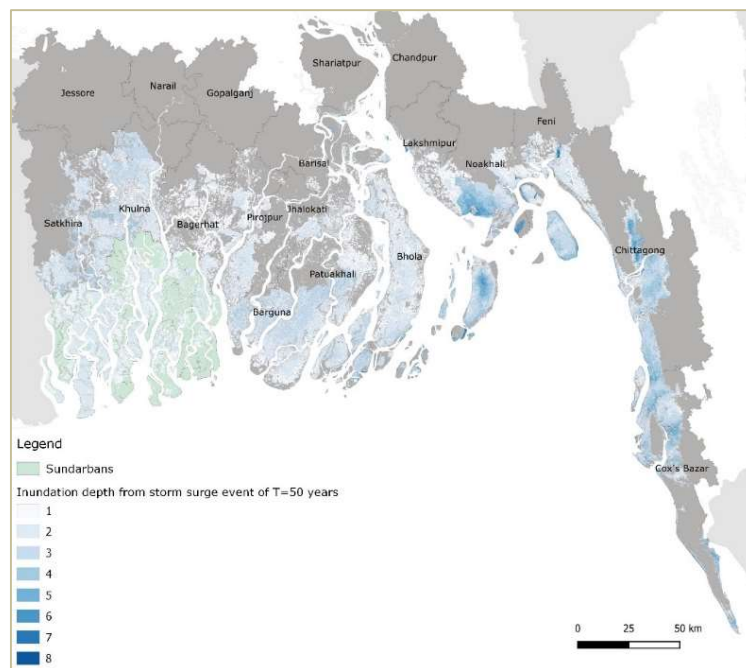 Shariatpur
Chandpur
Jessore
Narail
Gopalganj
Feni
Lakshmipur
Noakhali
Barisal
Satkhira
Khulna
Bagerhat
Pirojpur
Jhalokati
Chittagong
Bhola
Patuakhali
Barguna
Cox's Bazar
Legend
Sundarbans
Inundation depth from storm surge event of T=50 years
1
2
3
4
5
6
7
8
0 25 50 km